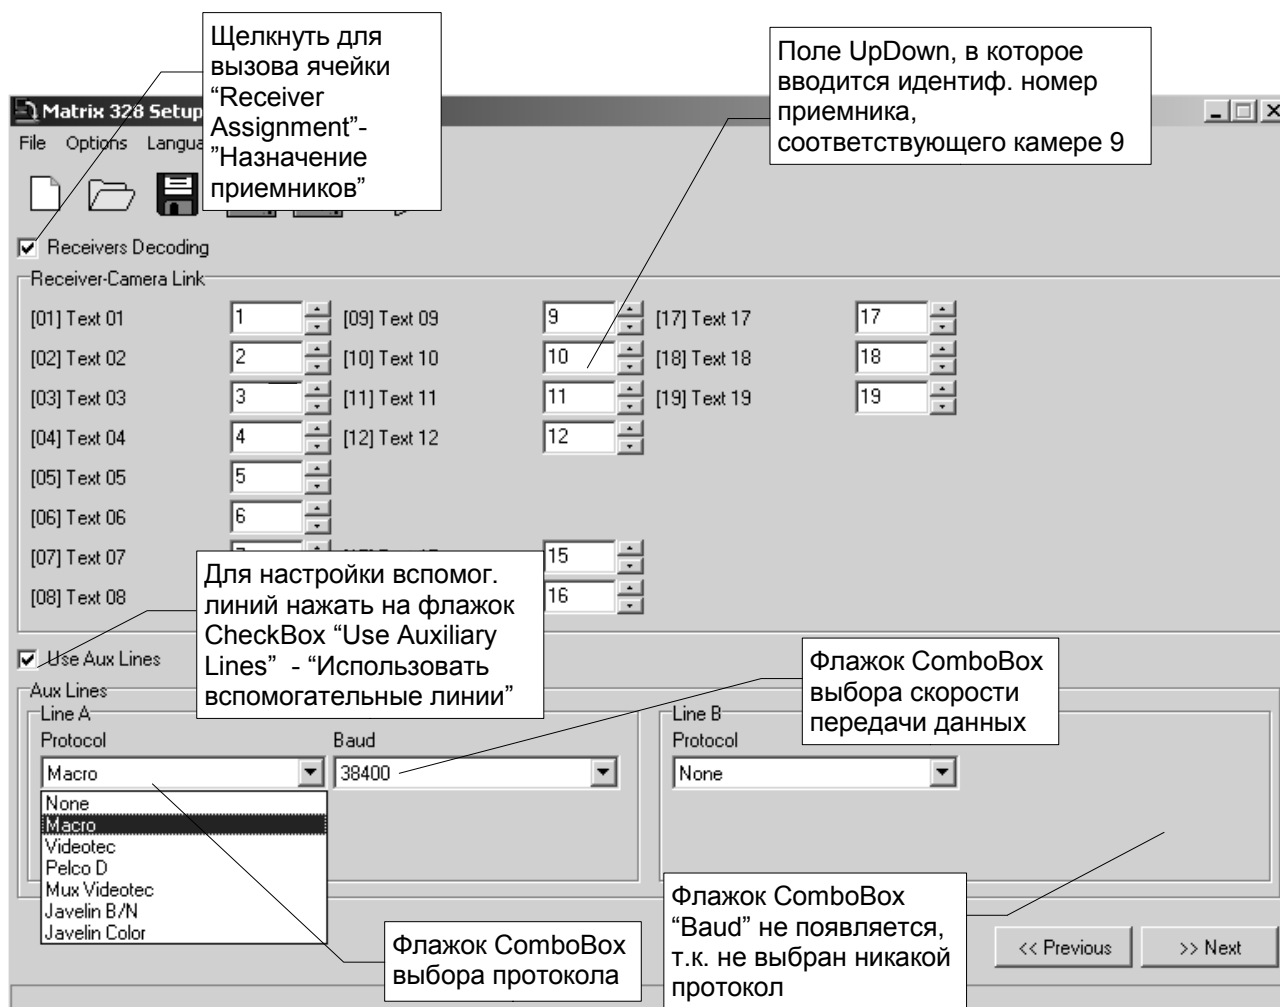 Щелкнуть для
вызова ячейки
“Receiver
Assignment”-
”Назначение
приемников”
Поле UpDown, в которое
вводится идентиф. номер
приемника,
соответствующего камере 9
Matrix 328 Setup
File Options Langua
Receivers Decoding
Receiver-Camera Link
[01] Text 01 1 [09] Text 09 9 [17] Text 17 17
[02] Text 02 2 [10] Text 10 10 [18] Text 18 18
[03] Text 03 3 [11] Text 11 11 [19] Text 19 19
[04] Text 04 4 [12] Text 12 12
[05] Text 05 5
[06] Text 06 6
[07] Text 07 15
[08] Text 08 16
Для настройки вспомог.
линий нажать на флажок
CheckBox “Use Auxiliary
Lines” - “Использовать
вспомогательные линии”
Use Aux Lines
Флажок ComboBox
выбора скорости
передачи данных
Aux Lines
Line A Line B
Protocol Baud Protocol
Macro 38400 None
None
Macro
Videotec
Pelco D
Mux Videotec
Javelin B/N
Javelin Color
Флажок ComboBox
выбора протокола
Флажок ComboBox
“Baud” не появляется,
т.к. не выбран никакой
протокол
<< Previous >> Next